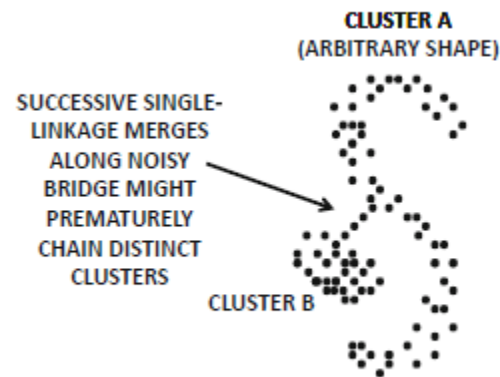 CLUSTER A
(ARBITRARY SHAPE)
SUCCESSIVE SINGLE-
LINKAGE MERGES
ALONG NOISY
BRIDGE MIGHT
PREMATURELY
CHAIN DISTINCT
CLUSTERS
CLUSTER B